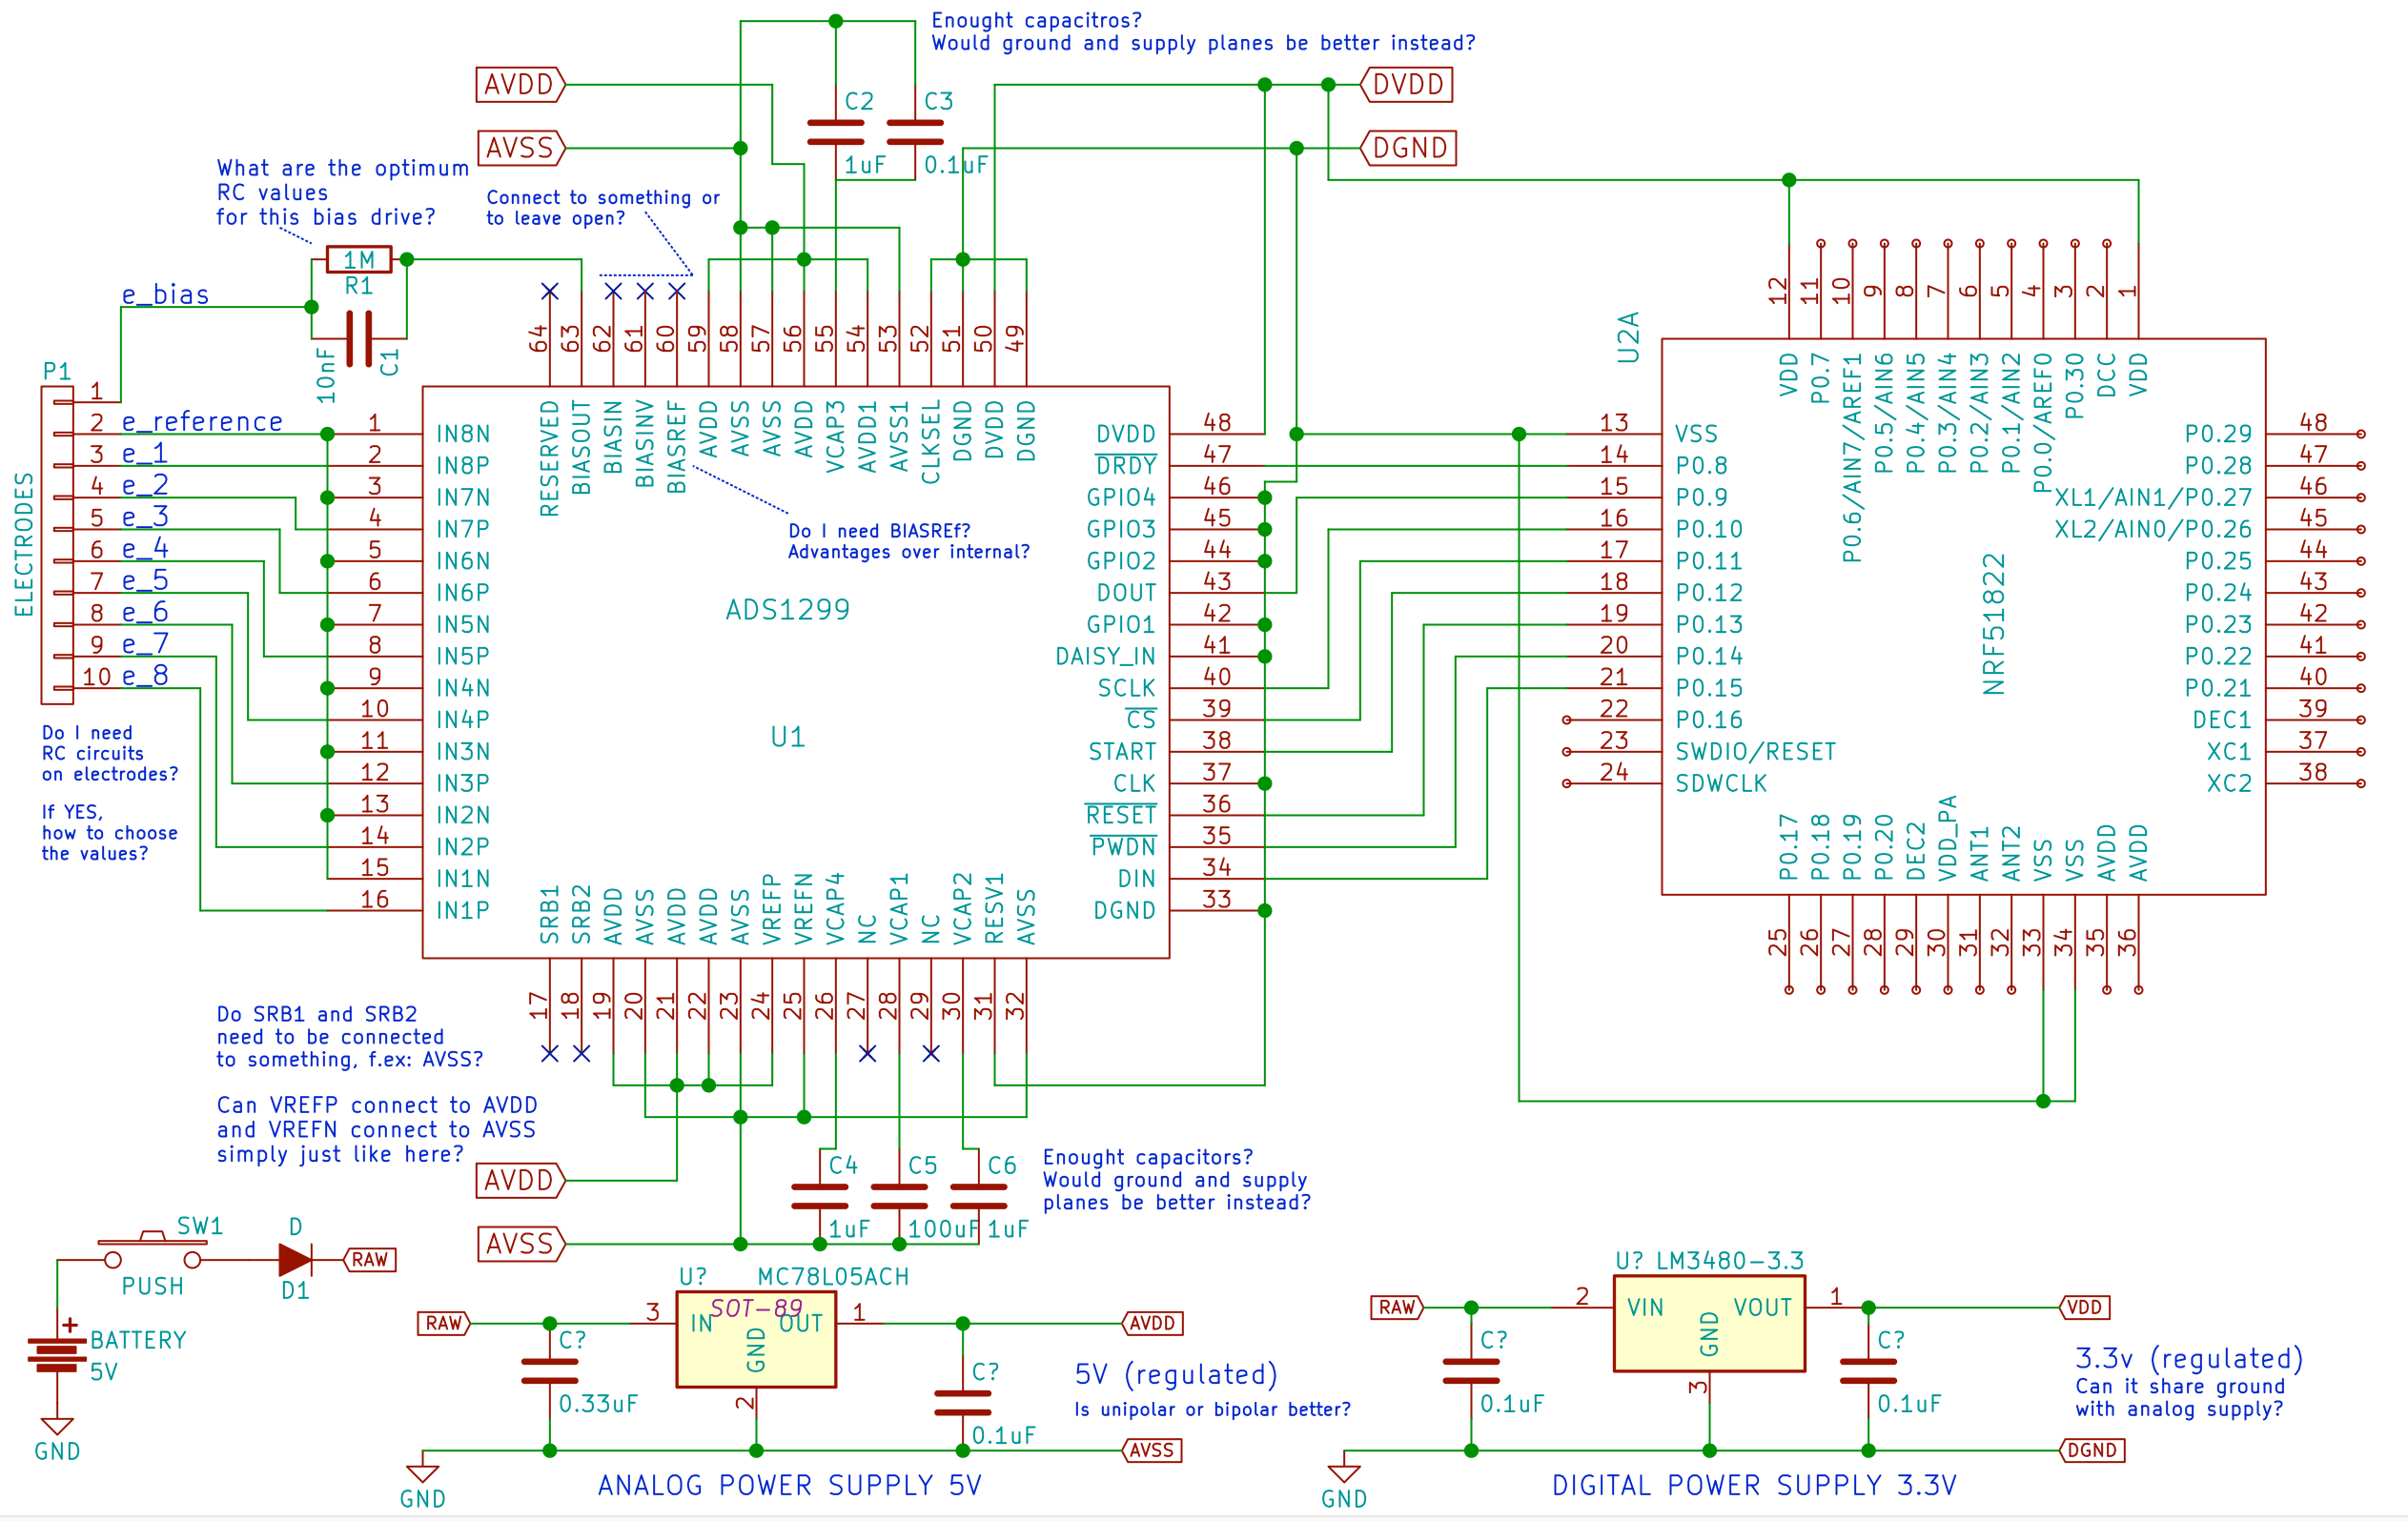 Enought capacitros?
Would ground and supply planes be better instead?
AVDD
AVSS
C2
1uF
C3
0.1uF
DVDD
DGND
What are the optimum
RC values
for this bias drive?
Connect to something or
to leave open?
1M
R1
10nF
C1
e_bias
P1
ELECTRODES
1
2
3
4
5
6
7
8
9
10
e_reference
e_1
e_2
e_3
e_4
e_5
e_6
e_7
e_8
Do I need
RC circuits
on electrodes?
If YES,
how to choose
the values?
64 RESERVED
63 BIASOUT
62 BIASIN
61 BIASINV
60 BIASREF
59 AVDD
58 AVSS
57 AVSS
56 AVDD
55 VCAP3
54 AVDD1
53 AVSS1
52 CLKSEL
51 DGND
50 DVDD
49 DGND
1 IN8N
2 IN8P
3 IN7N
4 IN7P
5 IN6N
6 IN6P
7 IN5N
8 IN5P
9 IN4N
10 IN4P
11 IN3N
12 IN3P
13 IN2N
14 IN2P
15 IN1N
16 IN1P
Do I need BIASREf?
Advantages over internal?
ADS1299
U1
DVDD 48
DRDY 47
GPIO4 46
GPIO3 45
GPIO2 44
DOUT 43
GPIO1 42
DAISY_IN 41
SCLK 40
CS 39
START 38
CLK 37
RESET 36
PWDN 35
DIN 34
DGND 33
SRB1 17
SRB2 18
AVDD 19
AVSS 20
AVDD 21
AVDD 22
AVSS 23
VREFP 24
VREFN 25
VCAP4 26
NC 27
VCAP1 28
NC 29
VCAP2 30
RESV1 31
AVSS 32
U2A
12 VDD
11 P0.7
10 P0.6/AIN7/AREF1
9 P0.5/AIN6
8 P0.4/AIN5
7 P0.3/AIN4
6 P0.2/AIN3
5 P0.1/AIN2
4 P0.0/AREF0
3 P0.30
2 DCC
1 VDD
13 VSS
14 P0.8
15 P0.9
16 P0.10
17 P0.11
18 P0.12
19 P0.13
20 P0.14
21 P0.15
22 P0.16
23 SWDIO/RESET
24 SDWCLK
NRF51822
P0.29 48
P0.28 47
XL1/AIN1/P0.27 46
XL2/AIN0/P0.26 45
P0.25 44
P0.24 43
P0.23 42
P0.22 41
P0.21 40
DEC1 39
XC1 37
XC2 38
P0.17 25
P0.18 26
P0.19 27
P0.20 28
DEC2 29
VDD_PA 30
ANT1 31
ANT2 32
VSS 33
VSS 34
AVDD 35
AVDD 36
Do SRB1 and SRB2
need to be connected
to something, f.ex: AVSS?
Can VREFP connect to AVDD
and VREFN connect to AVSS
simply just like here?
AVDD
AVSS
C4
1uF
C5
100uF
C6
1uF
Enought capacitors?
Would ground and supply
planes be better instead?
SW1
PUSH
D
D1
RAW
BATTERY
5V
GND
U? MC78L05ACH
SOT-89
RAW
3 IN
OUT 1
GND
2
AVDD
C?
0.33uF
C?
0.1uF
5V (regulated)
Is unipolar or bipolar better?
AVSS
GND
ANALOG POWER SUPPLY 5V
U? LM3480-3.3
RAW
2 VIN
VOUT 1
GND
3
VDD
C?
0.1uF
C?
0.1uF
3.3v (regulated)
Can it share ground
with analog supply?
DGND
GND
DIGITAL POWER SUPPLY 3.3V